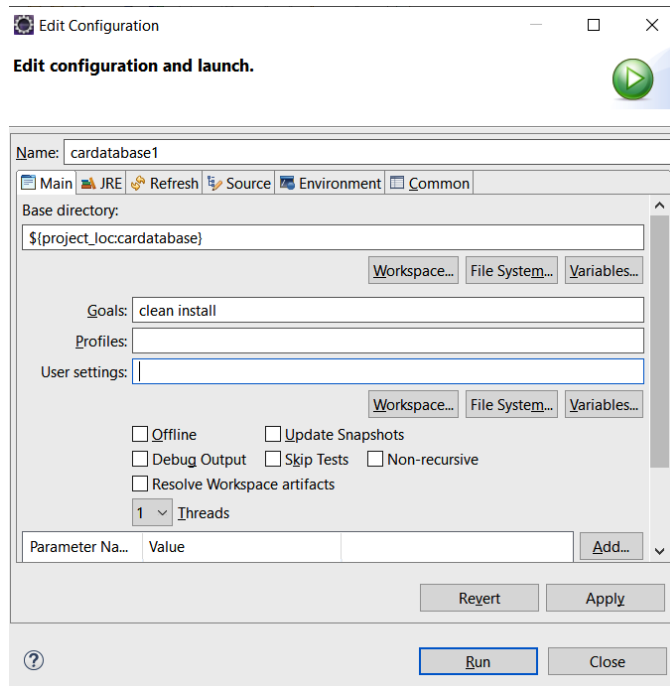 Edit Configuration
Edit configuration and launch.
Name: cardatabase1
Main JRE Refresh Source Environment Common
Base directory:
${project_loc:cardatabase}
Workspace... File System... Variables...
Goals: clean install
Profiles:
User settings:
Workspace... File System... Variables...
Offline Update Snapshots
Debug Output Skip Tests Non-recursive
Resolve Workspace artifacts
1 Threads
Parameter Na... Value Add...
Revert Apply
? Run Close